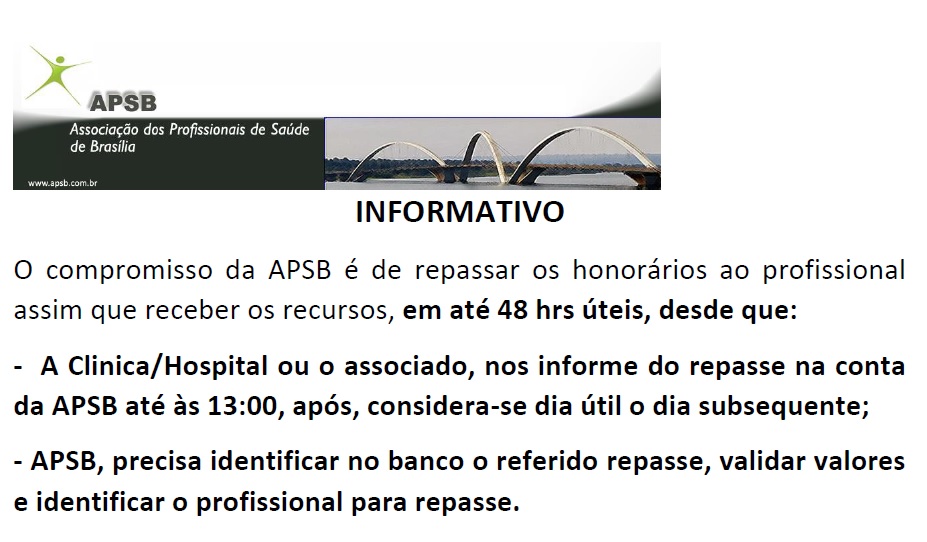 APSB
Associação dos Profissionais de Saúde
de Brasília
www.apsb.com.br
INFORMATIVO
O compromisso da APSB é de repassar os honorários ao profissional
assim que receber os recursos, em até 48 hrs úteis, desde que:
- A Clinica/Hospital ou o associado, nos informe do repasse na conta
da APSB até às 13:00, após, considera-se dia útil o dia subsequente;
- APSB, precisa identificar no banco o referido repasse, validar valores
e identificar o profissional para repasse.